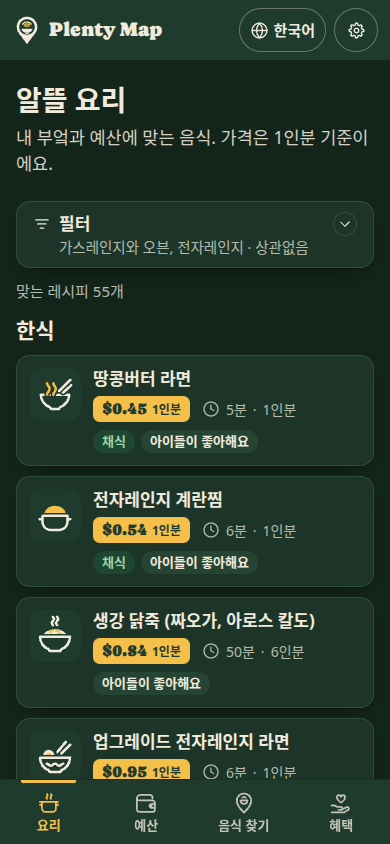 Plenty Map
한국어
알뜰 요리
내 부엌과 예산에 맞는 음식. 가격은 1인분 기준이
에요.
필터
가스레인지와 오븐, 전자레인지 · 상관없음
맞는 레시피 55개
한식
땅콩버터 라면
$0.45 1인분 5분 · 1인분
채식 아이들이 좋아해요
전자레인지 계란찜
$0.54 1인분 6분 · 1인분
채식 아이들이 좋아해요
생강 닭죽 (짜오가, 아로스 칼도)
$0.84 1인분 50분 · 6인분
아이들이 좋아해요
업그레이드 전자레인지 라면
$0.95 1인분 6분 · 1인분
요리 예산 음식 찾기 혜택